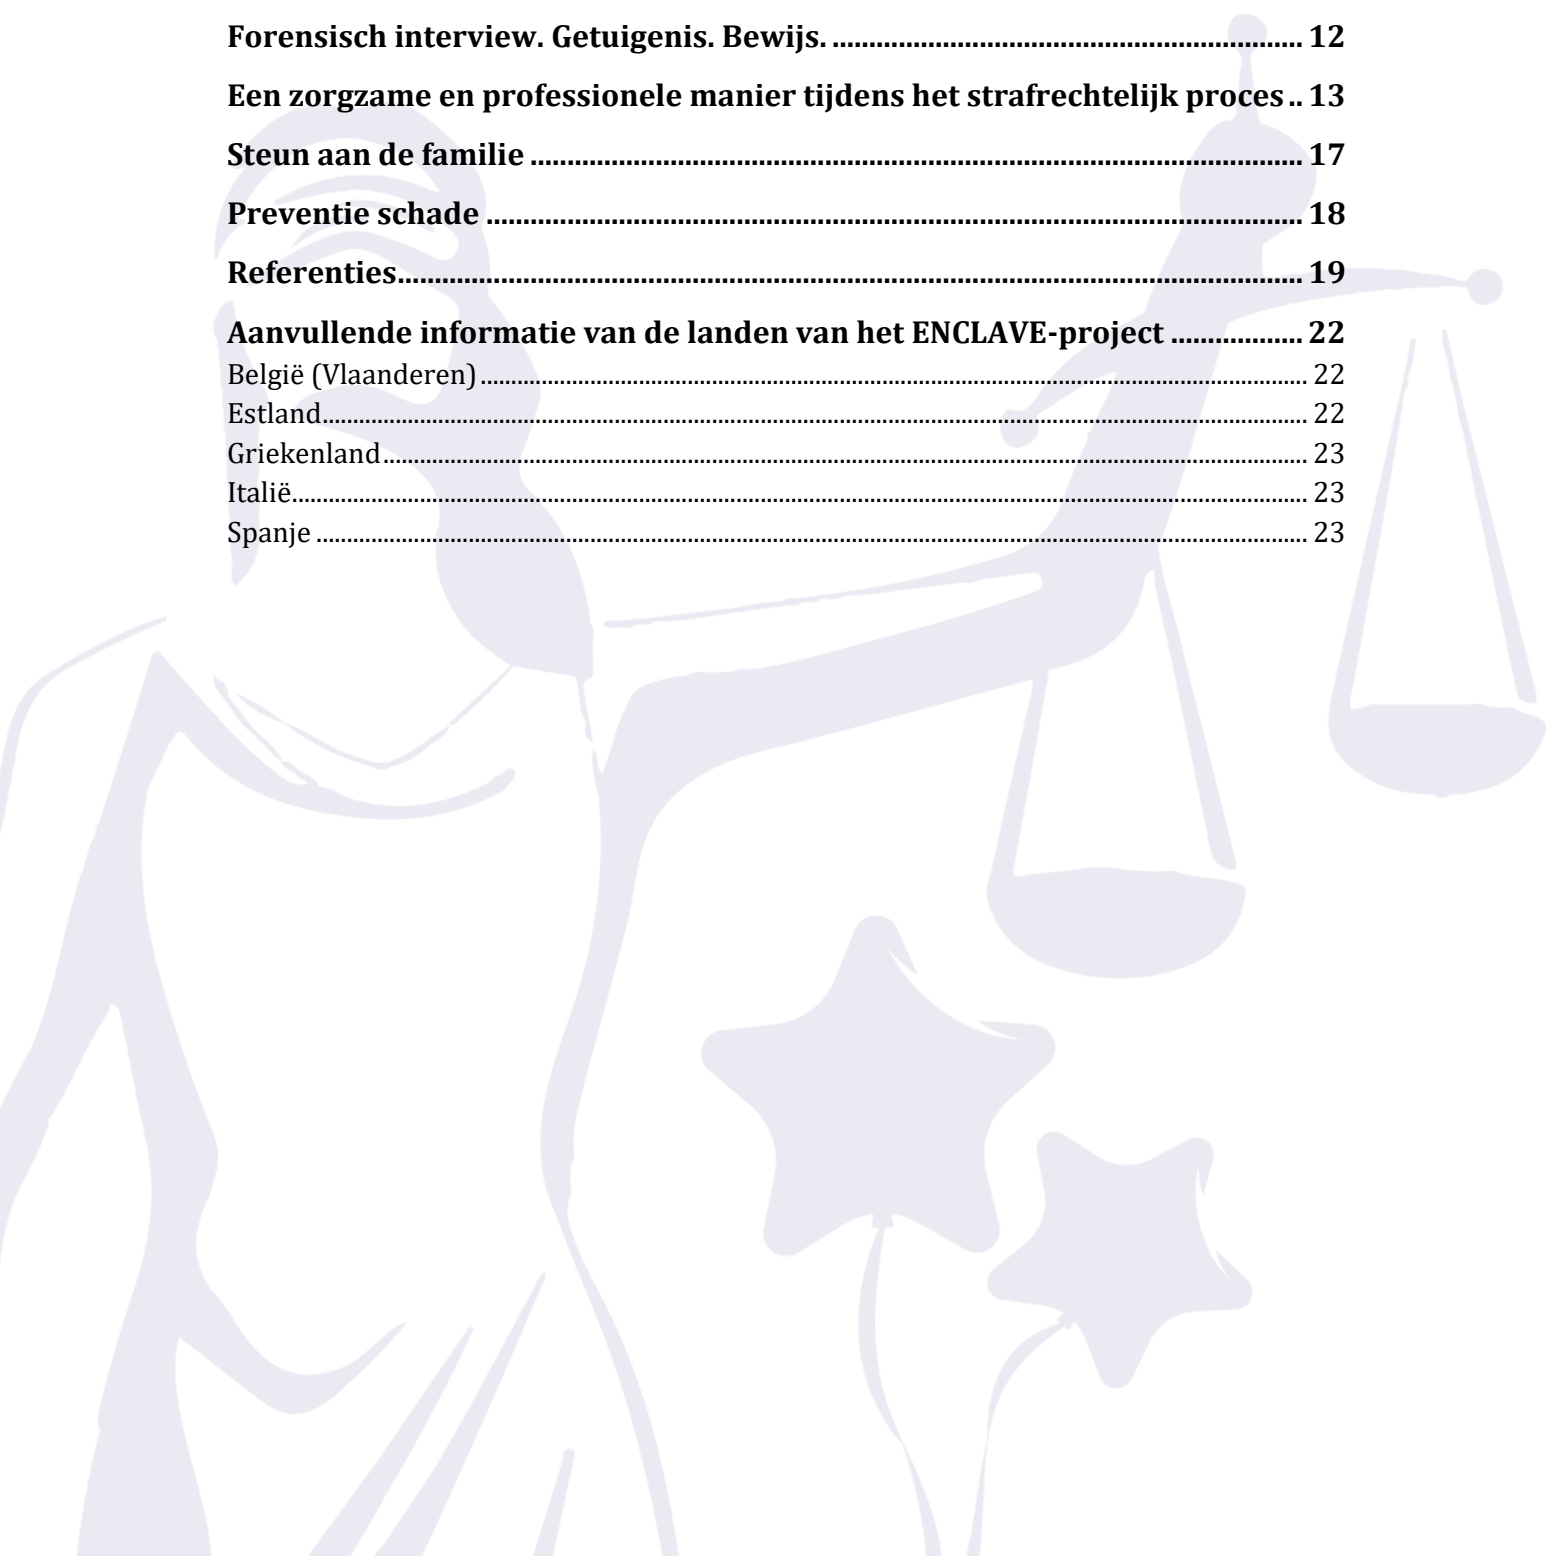 Forensisch interview. Getuigenis. Bewijs. ................................................................ 12
Een zorgzame en professionele manier tijdens het strafrechtelijk proces .. 13
Steun aan de familie ................................................................ 17
Preventie schade ................................................................ 18
Referenties................................................................ 19
Aanvullende informatie van de landen van het ENCLAVE-project .................. 22
België (Vlaanderen) ................................................................ 22
Estland................................................................ 22
Griekenland................................................................ 23
Italië................................................................ 23
Spanje ................................................................ 23